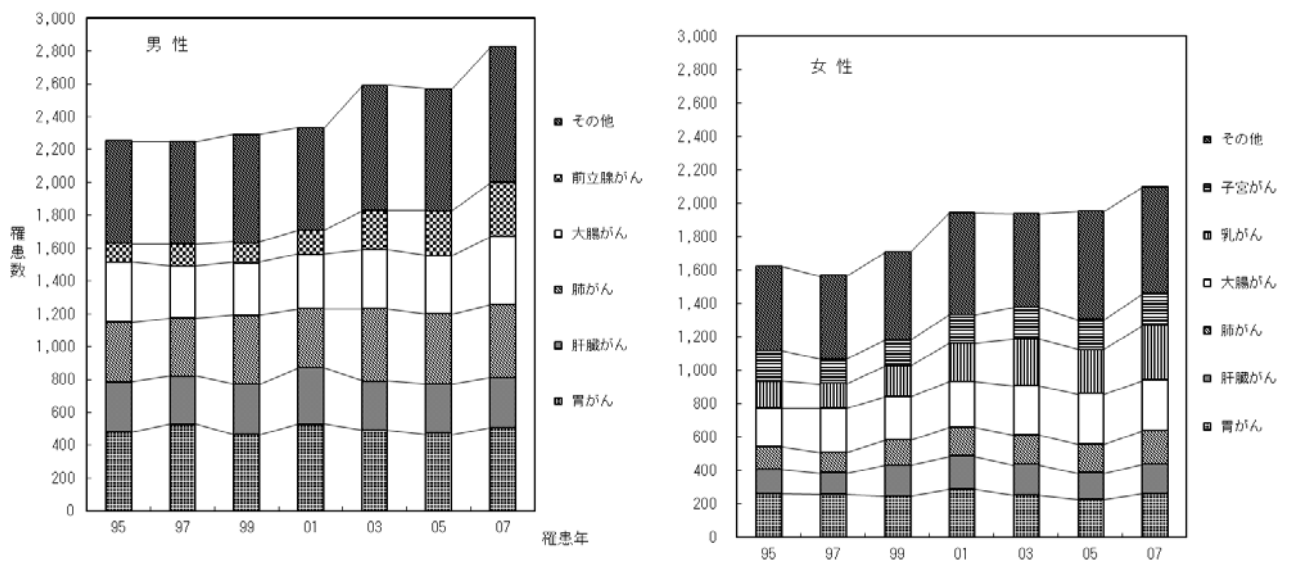 男 性
3,000
2,800
2,600
2,400
2,200
2,000
1,800
1,600
1,400
1,200
1,000
800
600
400
200
0
罹患数
95 97 99 01 03 05 07
罹患年
その他
前立腺がん
大腸がん
肺がん
肝臓がん
胃がん
女 性
3,000
2,800
2,600
2,400
2,200
2,000
1,800
1,600
1,400
1,200
1,000
800
600
400
200
0
95 97 99 01 03 05 07
その他
子宮がん
乳がん
大腸がん
肺がん
肝臓がん
胃がん